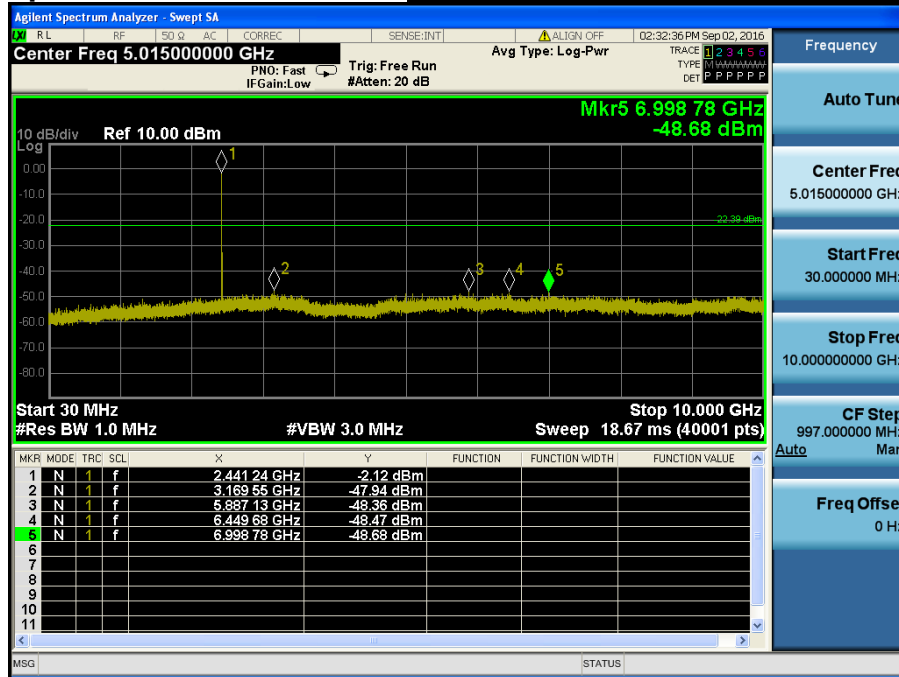 Agilent Spectrum Analyzer - Swept SA
LXI RL RF 50 Ω AC CORREC SENSE:INT ALIGN OFF 02:32:36 PM Sep 02, 2016
Center Freq 5.015000000 GHz Avg Type: Log-Pwr TRACE 1 2 3 4 5 6
PNO: Fast Trig: Free Run TYPE M WWWWW
IFGain:Low #Atten: 20 dB DET P P P P P P
Mkr5 6.998 78 GHz
10 dB/div Ref 10.00 dBm -48.68 dBm
Log
0.00
-10.0
-20.0
-30.0
-40.0
-50.0
-60.0
-70.0
-80.0
1
22.39 dBm
2 3 4 5
Start 30 MHz Stop 10.000 GHz
#Res BW 1.0 MHz #VBW 3.0 MHz Sweep 18.67 ms (40001 pts)
MKR MODE TRC SCL X Y FUNCTION FUNCTION WIDTH FUNCTION VALUE
1 N 1 f 2.441 24 GHz -2.12 dBm
2 N 1 f 3.169 55 GHz -47.94 dBm
3 N 1 f 5.887 13 GHz -48.36 dBm
4 N 1 f 6.449 68 GHz -48.47 dBm
5 N 1 f 6.998 78 GHz -48.68 dBm
6
7
8
9
10
11
MSG STATUS
Frequency
Auto Tune
Center Freq
5.015000000 GHz
Start Freq
30.000000 MHz
Stop Freq
10.000000000 GHz
CF Step
997.000000 MHz
Auto Man
Freq Offset
0 Hz